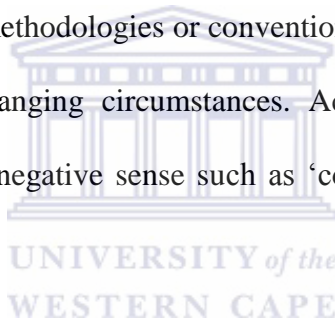 ethodologies or conventio
anging circumstances.
negative sense such as ‘c
UNIVERSITY of the
WESTERN CAPE